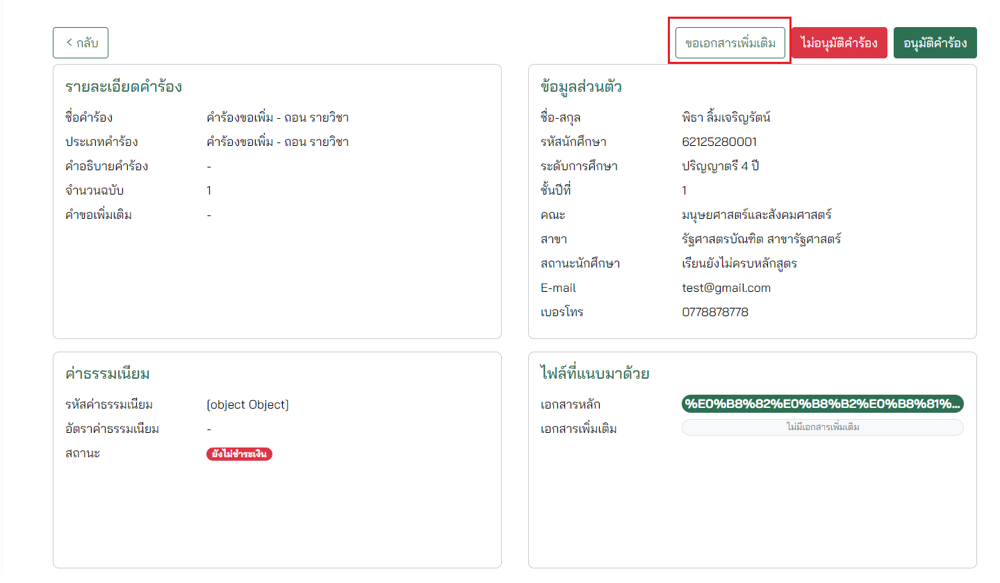 < กลับ
ขอเอกสารเพิ่มเติม ไม่อนุมัติคำร้อง อนุมัติคำร้อง
รายละเอียดคำร้อง
ชื่อคำร้อง คำร้องขอเพิ่ม - ถอน รายวิชา
ประเภทคำร้อง คำร้องขอเพิ่ม - ถอน รายวิชา
คำอธิบายคำร้อง -
จำนวนฉบับ 1
คำขอเพิ่มเติม -
ข้อมูลส่วนตัว
ชื่อ-สกุล พิธา ลิ้มเจริญรัตน์
รหัสนักศึกษา 62125280001
ระดับการศึกษา ปริญญาตรี 4 ปี
ชั้นปีที่ 1
คณะ มนุษยศาสตร์และสังคมศาสตร์
สาขา รัฐศาสตรบัณฑิต สาขารัฐศาสตร์
สถานะนักศึกษา เรียนยังไม่ครบหลักสูตร
E-mail test@gmail.com
เบอรโทร 0778878778
ค่าธรรมเนียม
รหัสค่าธรรมเนียม [object Object]
อัตราค่าธรรมเนียม -
สถานะ ยังไม่ชำระเงิน
ไฟล์ที่แนบมาด้วย
เอกสารหลัก %E0%B8%82%E0%B8%B2%E0%B8%81%...
เอกสารเพิ่มเติม ไม่มีเอกสารเพิ่มเติม